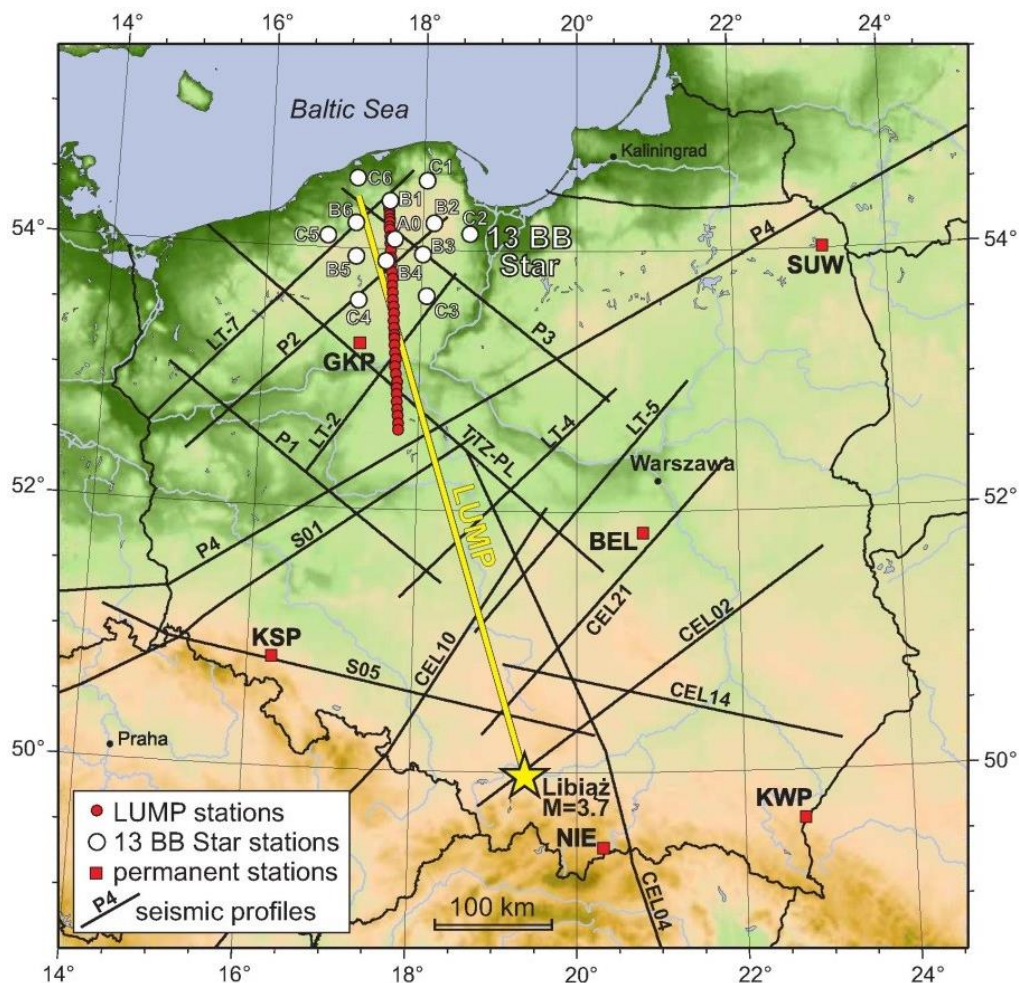 14° 16° 18° 20° 22° 24°
Baltic Sea
Kaliningrad
C6
C1
B1
54°
B6
B2
P4
A0
C2
C5
13 BB
Star
54°
B3
SUW
B5
B4
C4
C3
LT-7
P2
P3
GKP
P1
LT-2
LT-4
LT-5
TTZ-PL
Warszawa
52°
52°
LUMP
P4
S01
BEL
CEL21
CEL02
CEL10
KSP
S05
CEL14
50°
Praha
50°
Libiąż
M=3.7
KWP
NIE
LUMP stations
13 BB Star stations
permanent stations
P4 seismic profiles
100 km
CEL04
14° 16° 18° 20° 22° 24°